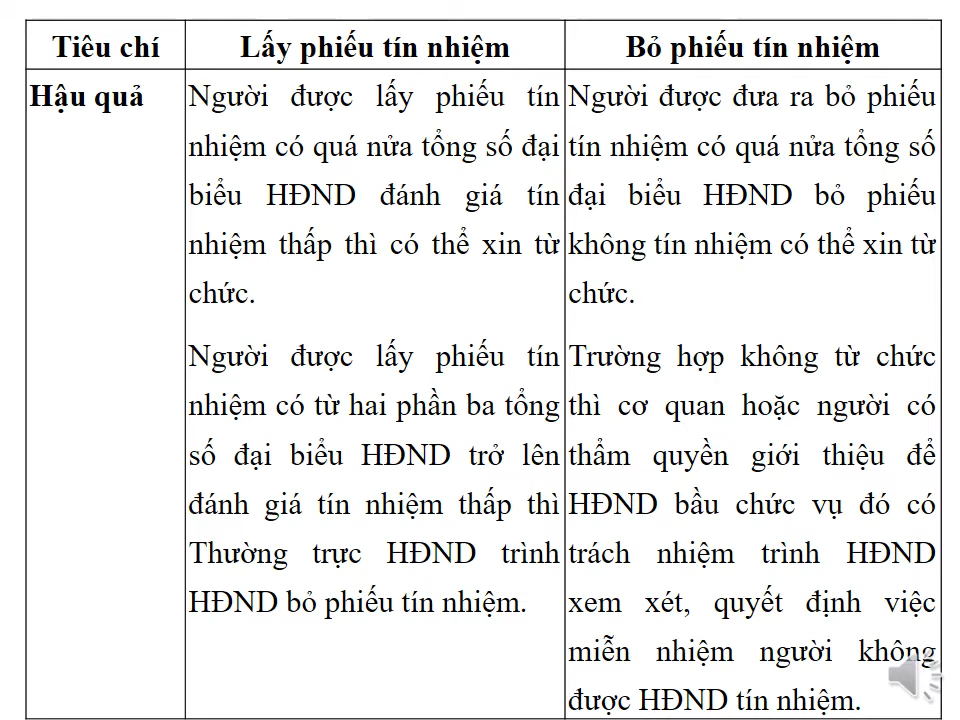 Tiêu chí
Lấy phiếu tín nhiệm
Bỏ phiếu tín nhiệm
Hậu quả
Người được lấy phiếu tín
nhiệm có quá nửa tổng số đại
biểu HĐND đánh giá tín
nhiệm thấp thì có thể xin từ
chức.
Người được lấy phiếu tín
nhiệm có từ hai phần ba tổng
số đại biểu HĐND trở lên
đánh giá tín nhiệm thấp thì
Thường trực HĐND trình
HĐND bỏ phiếu tín nhiệm.
Người được đưa ra bỏ phiếu
tín nhiệm có quá nửa tổng số
đại biểu HĐND bỏ phiếu
không tín nhiệm có thể xin từ
chức.
Trường hợp không từ chức
thì cơ quan hoặc người có
thẩm quyền giới thiệu để
HĐND bầu chức vụ đó có
trách nhiệm trình HĐND
xem xét, quyết định việc
miễn nhiệm người không
được HĐND tín nhiệm.